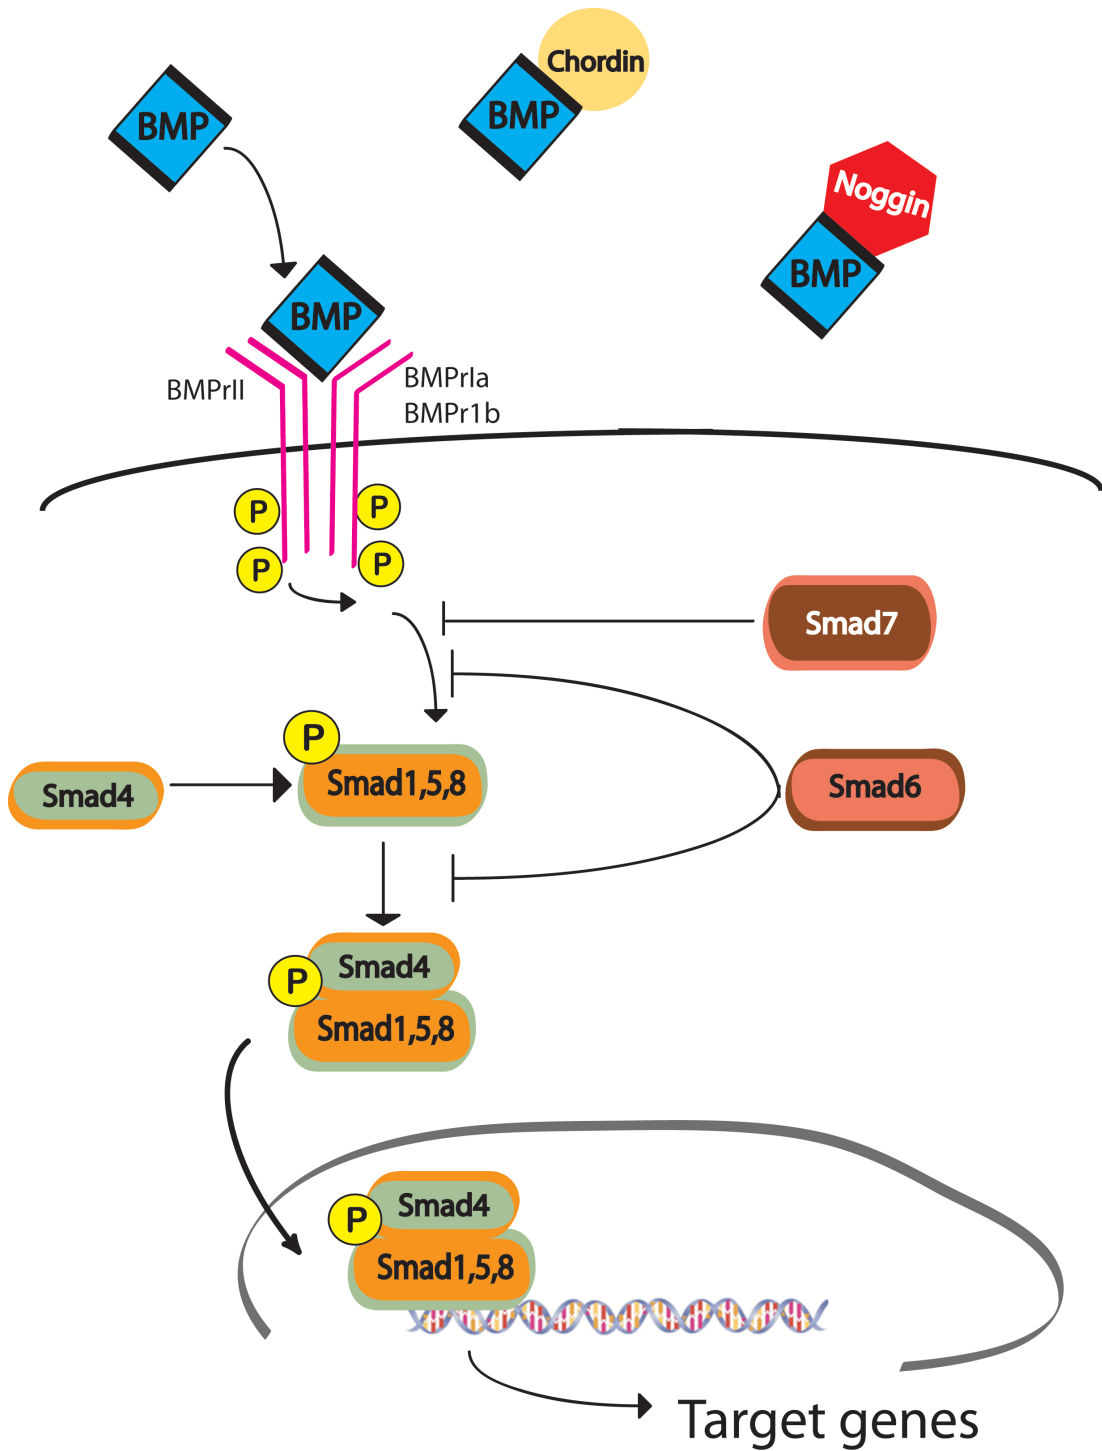 Chordin
BMP
BMP
Noggin
BMP
BMP
BMPrII
BMPrIa
BMPr1b
P
P
P
P
Smad7
P
Smad1,5,8
Smad4
Smad6
Smad4
P
Smad1,5,8
Smad4
P
Smad1,5,8
Target genes